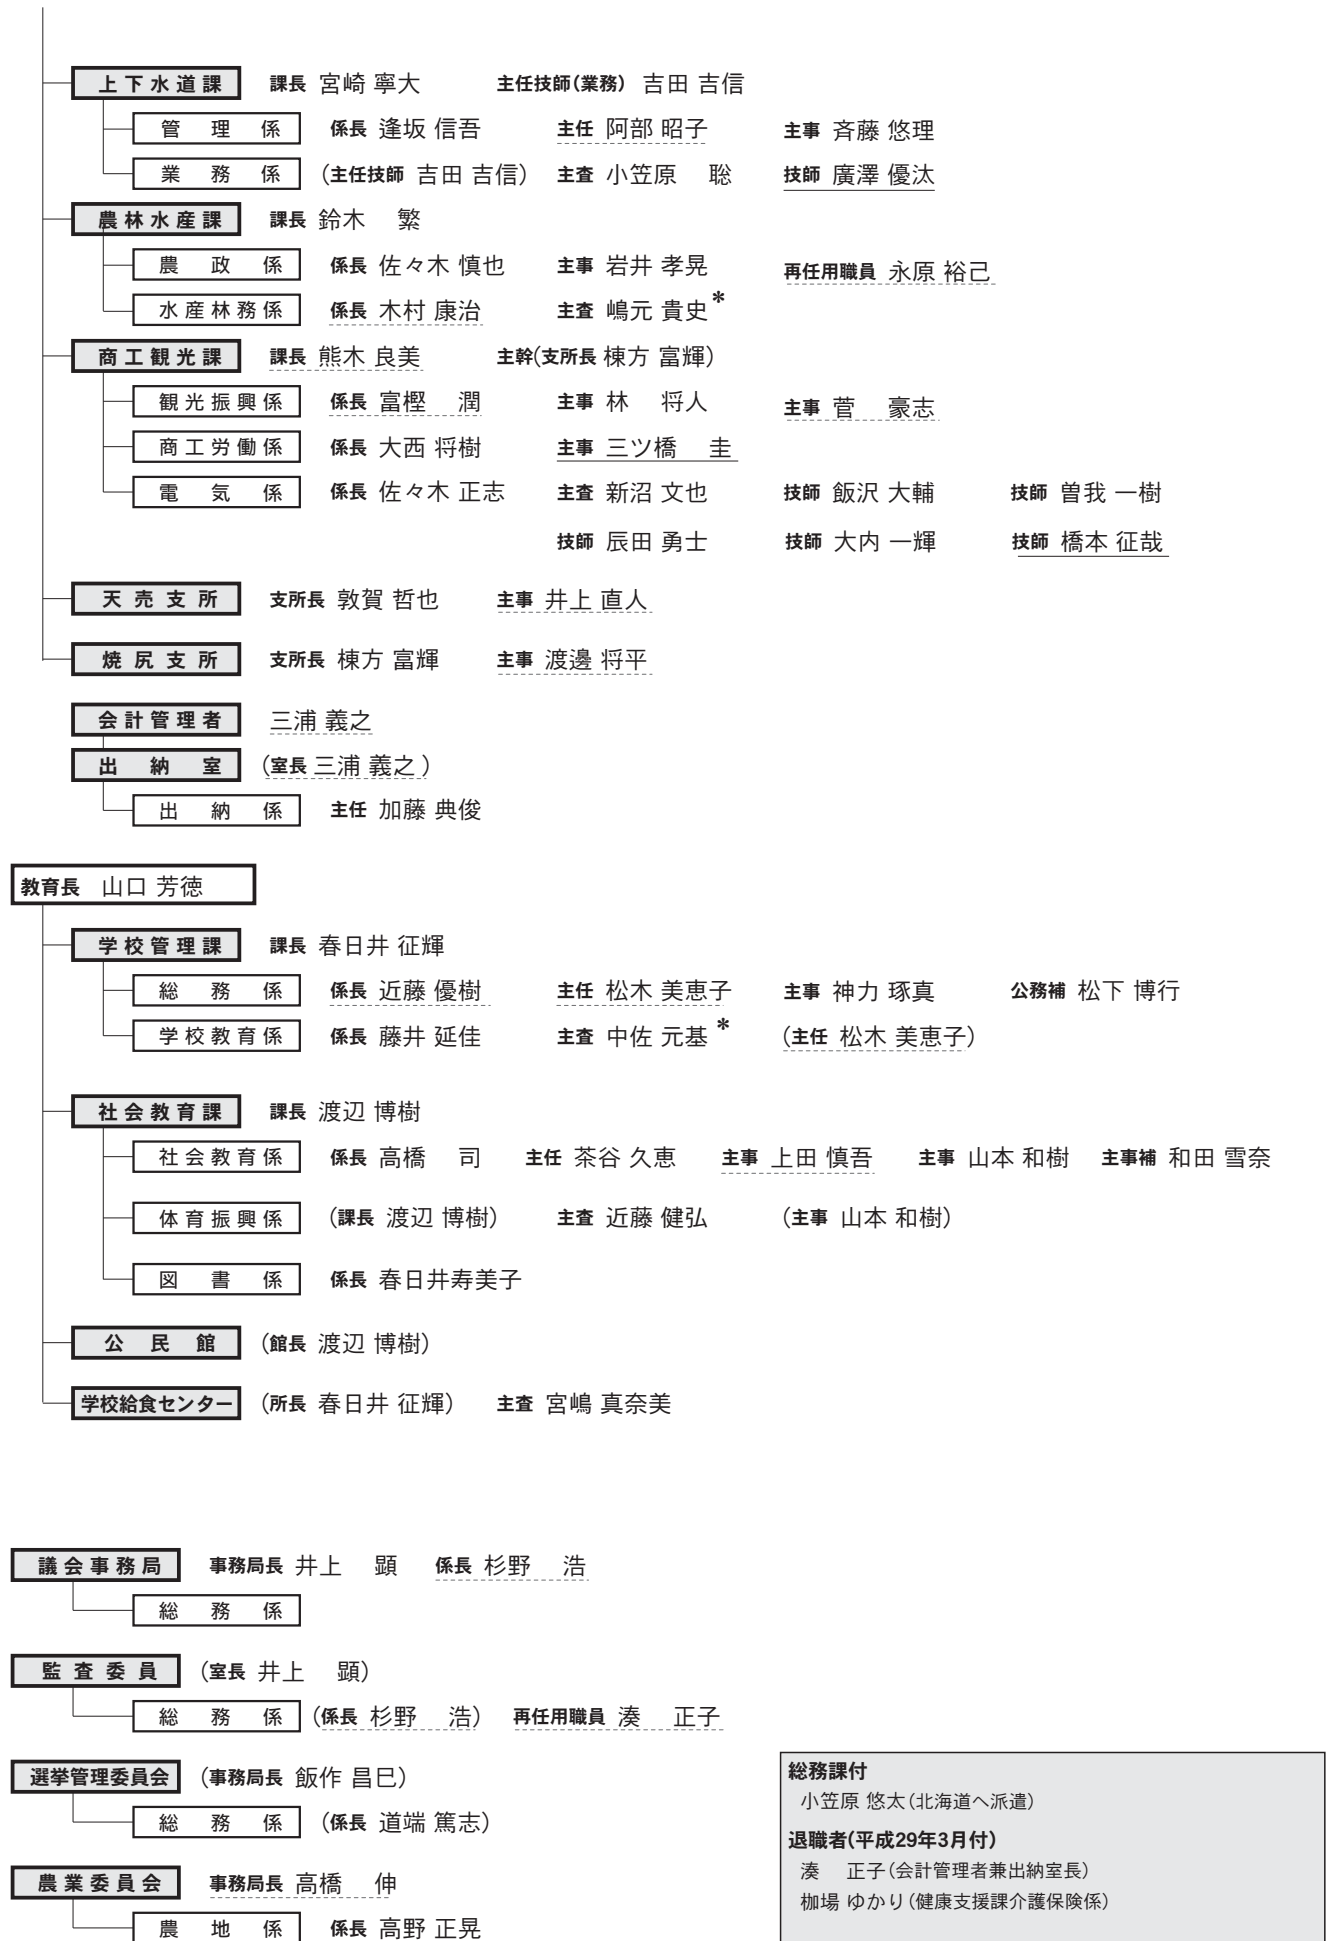 上下水道課 課長 宮崎 寧大 主任技師(業務) 吉田 吉信
管理係 係長 逢坂 信吾 主任 阿部 昭子 主事 斉藤 悠理
業務係 (主任技師 吉田 吉信) 主査 小笠原 聡 技師 廣澤 優汰
農林水産課 課長 鈴木 繁
農政係 係長 佐々木 慎也 主事 岩井 孝晃 再任用職員 永原 裕己
水産林務係 係長 木村 康治 主査 嶋元 貴史*
商工観光課 課長 熊木 良美 主幹(支所長 棟方 富輝)
観光振興係 係長 富樫 潤 主事 林 将人 主事 菅 豪志
商工労働係 係長 大西 将樹 主事 三ツ橋 圭
電気係 係長 佐々木 正志 主査 新沼 文也 技師 飯沢 大輔 技師 曽我 一樹
技師 辰田 勇士 技師 大内 一輝 技師 橋本 征哉
天売支所 支所長 敦賀 哲也 主事 井上 直人
焼尻支所 支所長 棟方 富輝 主事 渡邊 将平
会計管理者 三浦 義之
出納室 (室長 三浦 義之)
出納係 主任 加藤 典俊
教育長 山口 芳徳
学校管理課 課長 春日井 征輝
総務係 係長 近藤 優樹 主任 松木 美恵子 主事 神力 琢真 公務補 松下 博行
学校教育係 係長 藤井 延佳 主査 中佐 元基* (主任 松木 美恵子)
社会教育課 課長 渡辺 博樹
社会教育係 係長 高橋 司 主任 茶谷 久恵 主事 上田 慎吾 主事 山本 和樹 主事補 和田 雪奈
体育振興係 (課長 渡辺 博樹) 主査 近藤 健弘 (主事 山本 和樹)
図書係 係長 春日井寿美子
公民館 (館長 渡辺 博樹)
学校給食センター (所長 春日井 征輝) 主査 宮嶋 真奈美
議会事務局 事務局長 井上 顕 係長 杉野 浩
総務係
監査委員 (室長 井上 顕)
総務係 (係長 杉野 浩) 再任用職員 湊 正子
選挙管理委員会 (事務局長 飯作 昌巳)
総務係 (係長 道端 篤志)
農業委員会 事務局長 高橋 伸
農地係 係長 高野 正晃
総務課付
小笠原 悠太(北海道へ派遣)
退職者(平成29年3月付)
湊 正子(会計管理者兼出納室長)
枷場 ゆかり(健康支援課介護保険係)